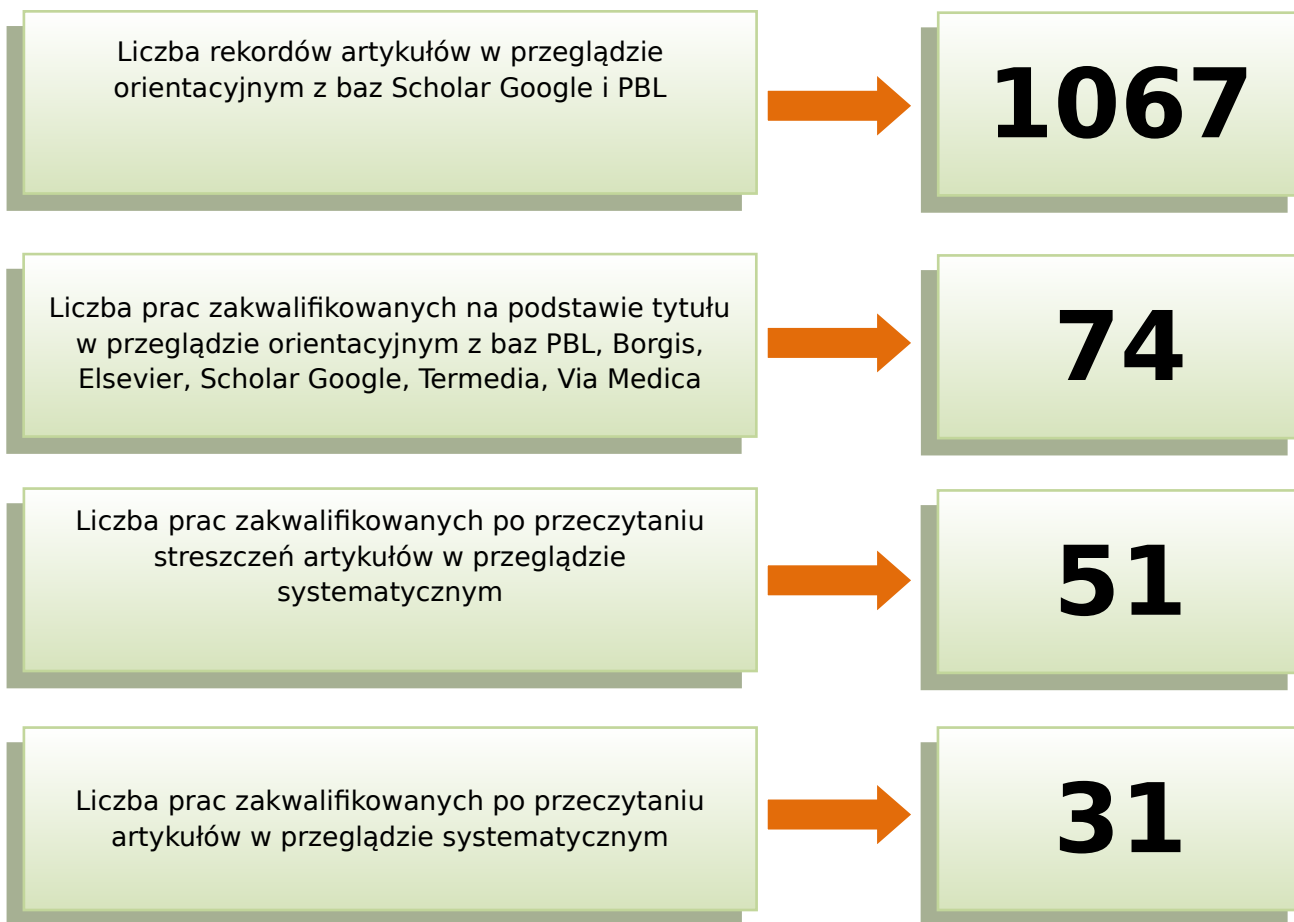 Liczba rekordów artykułów w przeglądzie
orientacyjnym z baz Scholar Google i PBL
1067
Liczba prac zakwalifikowanych na podstawie tytułu
w przeglądzie orientacyjnym z baz PBL, Borgis,
Elsevier, Scholar Google, Termedia, Via Medica
74
Liczba prac zakwalifikowanych po przeczytaniu
streszczeń artykułów w przeglądzie
systematycznym
51
Liczba prac zakwalifikowanych po przeczytaniu
artykułów w przeglądzie systematycznym
31